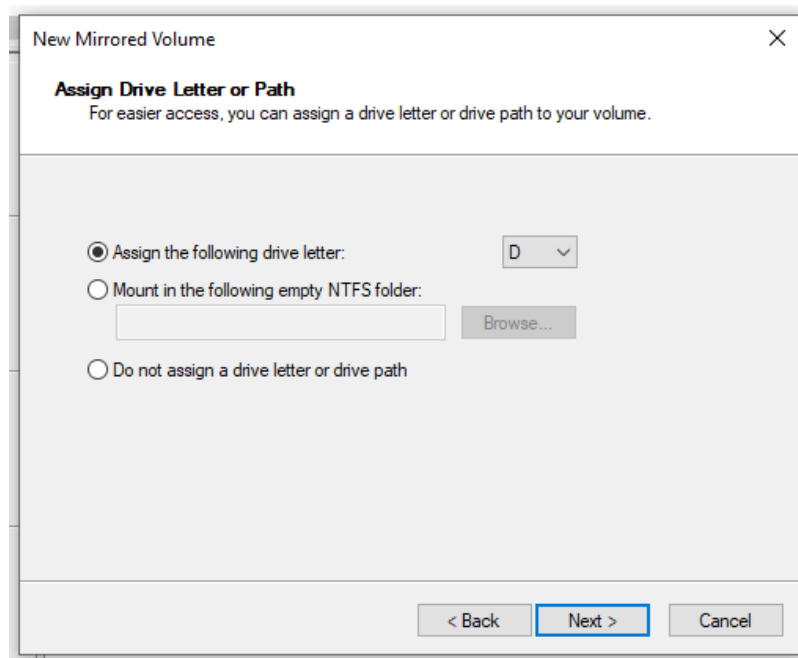 New Mirrored Volume
Assign Drive Letter or Path
For easier access, you can assign a drive letter or drive path to your volume.
Assign the following drive letter: D
Mount in the following empty NTFS folder:
Browse...
Do not assign a drive letter or drive path
< Back Next > Cancel